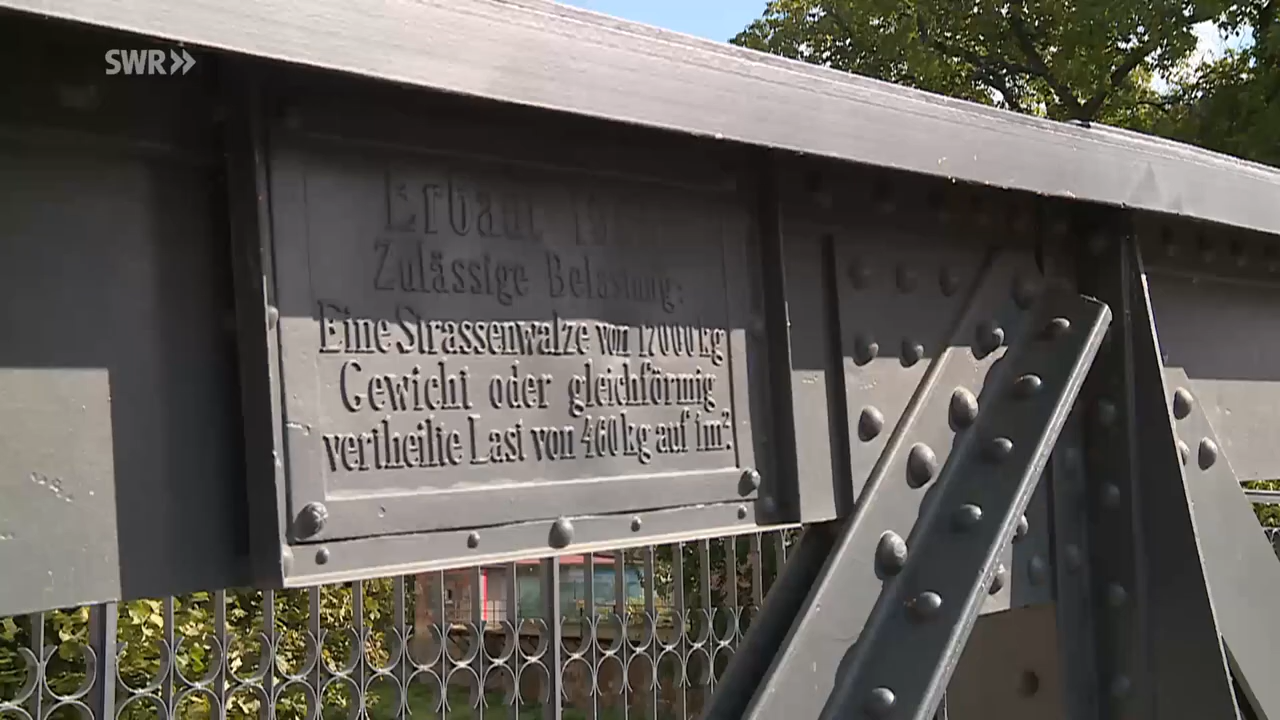 SWR
Erbaut
Zulässige Belastung:
Eine Strassenwalze von 17000 kg
Gewicht oder gleichförmig
vertheilte Last von 460 kg auf 1m².